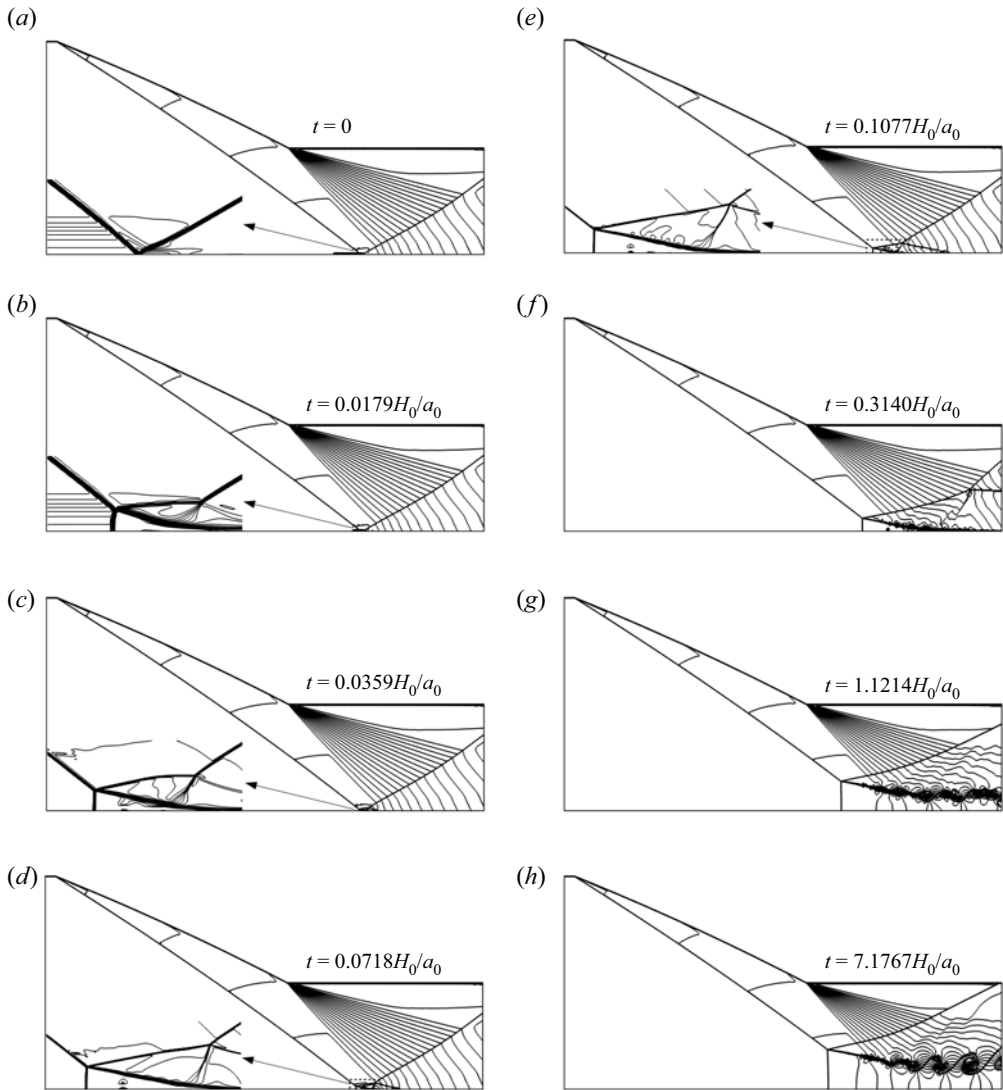 (a)
t = 0
(b)
t = 0.0179H₀/a₀
(c)
t = 0.0359H₀/a₀
(d)
t = 0.0718H₀/a₀
(e)
t = 0.1077H₀/a₀
(f)
t = 0.3140H₀/a₀
(g)
t = 1.1214H₀/a₀
(h)
t = 7.1767H₀/a₀